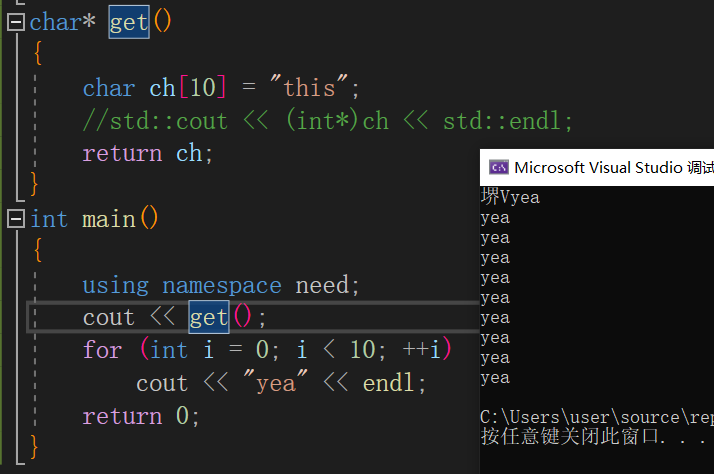 char* get()
{
char ch[10] = "this";
//std::cout << (int*)ch << std::endl;
return ch;
}
int main()
{
using namespace need;
cout << get();
for (int i = 0; i < 10; ++i)
cout << "yea" << endl;
return 0;
}
Microsoft Visual Studio 调试
堺Vyea
yea
yea
yea
yea
yea
yea
yea
yea
yea
C:\Users\user\source\rep
按任意键关闭此窗口. . .